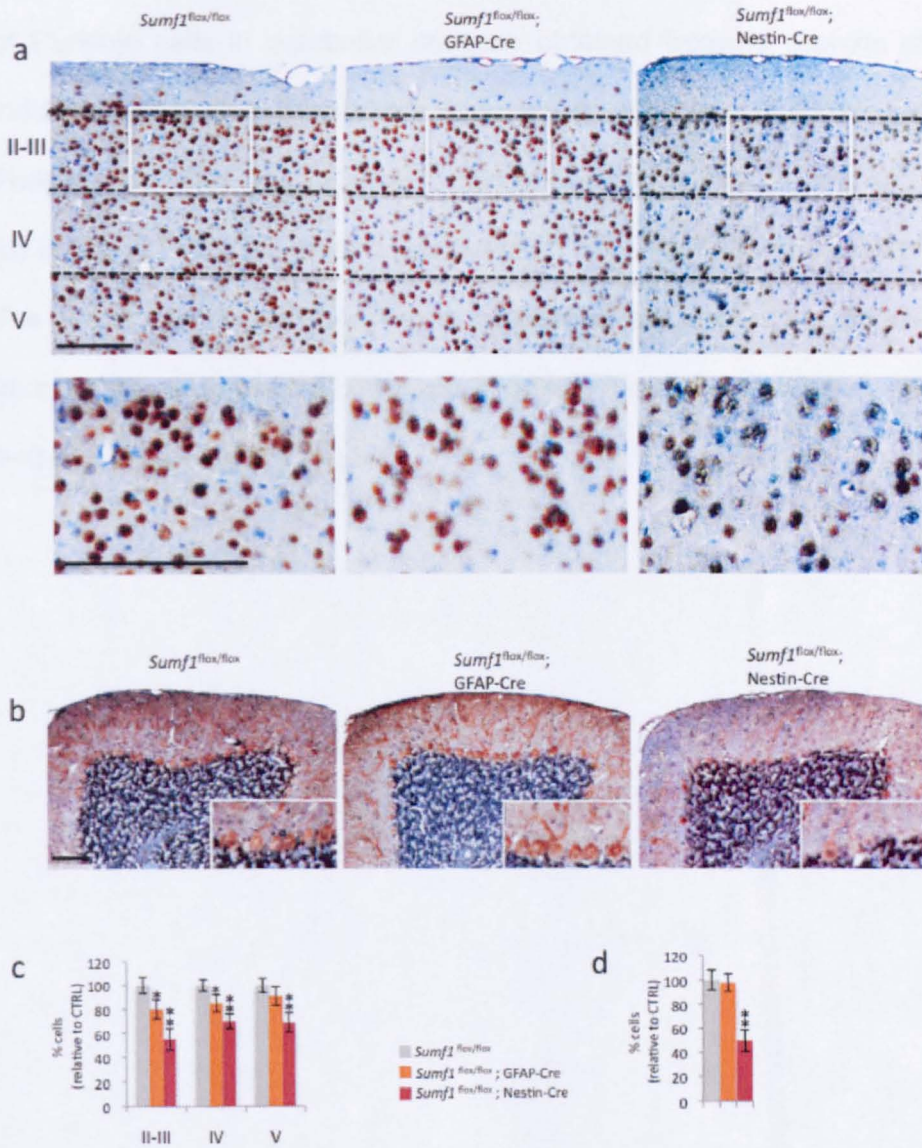 Sumf1flox/flox
Sumf1flox/flox;
GFAP-Cre
Sumf1flox/flox;
Nestin-Cre
a
II-III
IV
V
Sumf1flox/flox
Sumf1flox/flox;
GFAP-Cre
Sumf1flox/flox;
Nestin-Cre
b
c
% cells
(relative to CTRL)
120
100
80
60
40
20
0
* ** * ** **
II-III IV V
Sumf1flox/flox
Sumf1flox/flox; GFAP-Cre
Sumf1flox/flox; Nestin-Cre
d
% cells
(relative to CTRL)
120
100
80
60
40
20
0
**